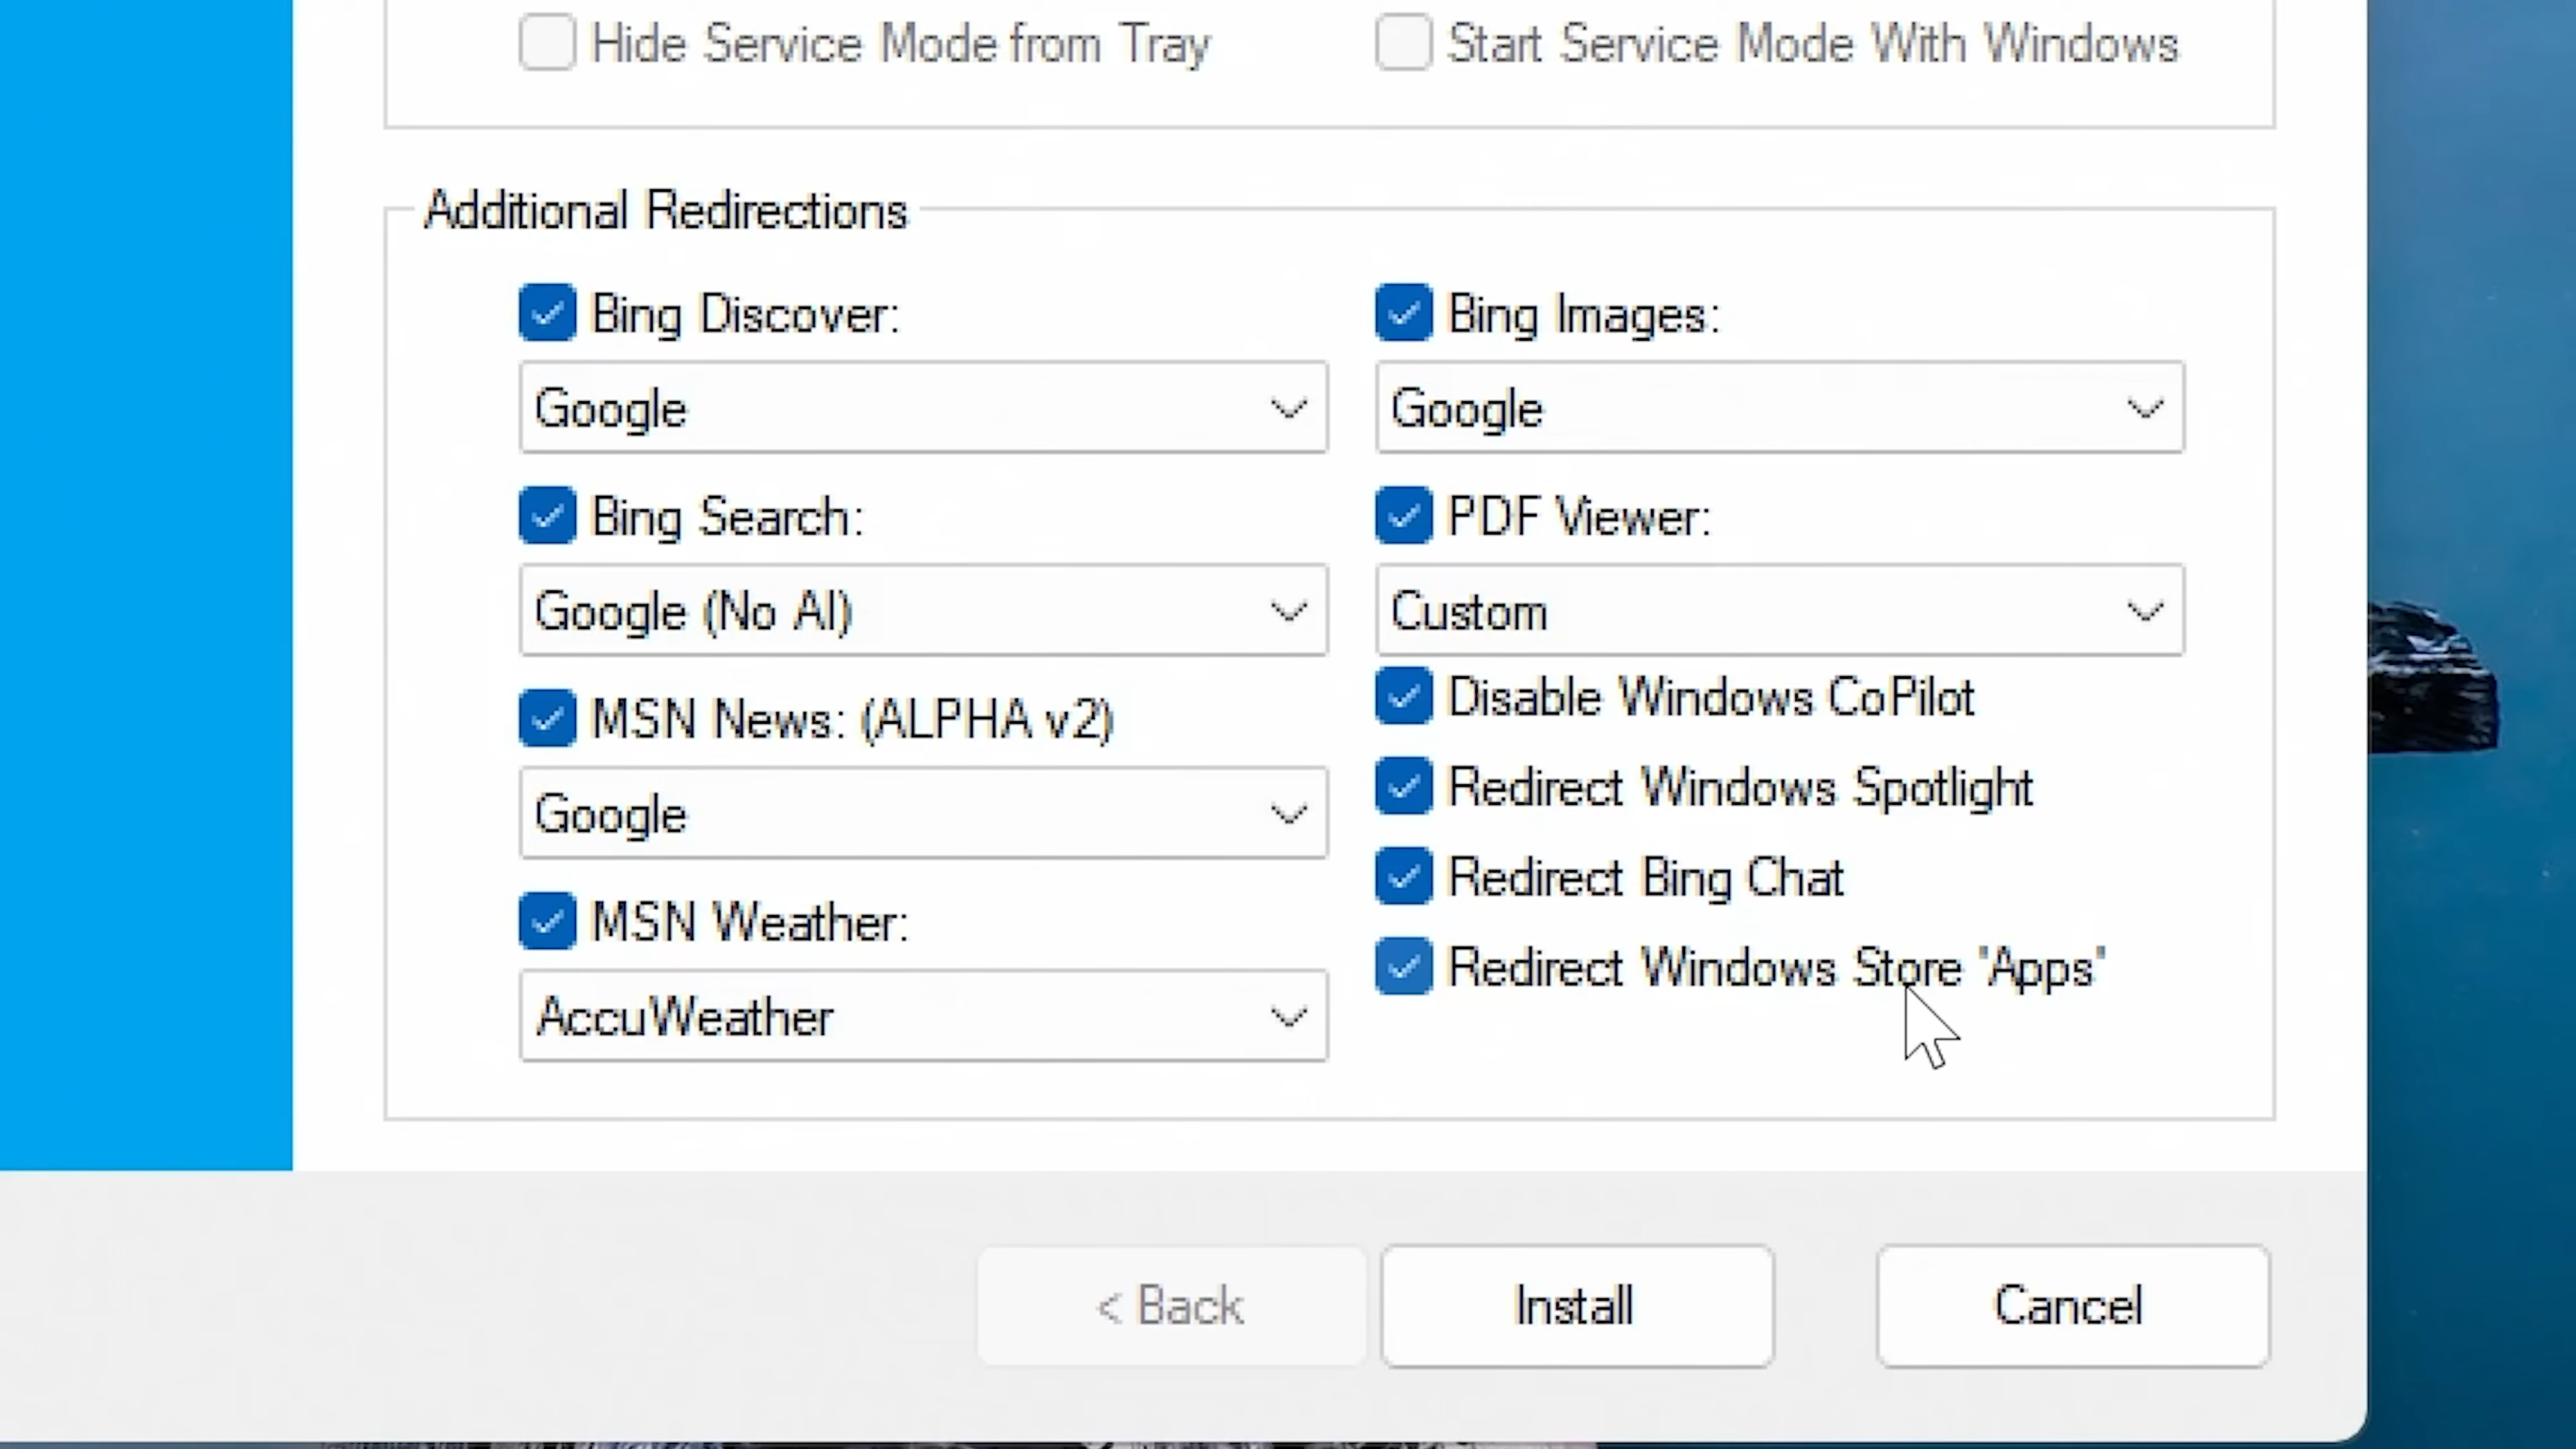 Hide Service Mode from Tray
Start Service Mode With Windows
Additional Redirections
Bing Discover:
Google
Bing Search:
Google (No AI)
MSN News: (ALPHA v2)
Google
MSN Weather:
AccuWeather
Bing Images:
Google
PDF Viewer:
Custom
Disable Windows CoPilot
Redirect Windows Spotlight
Redirect Bing Chat
Redirect Windows Store 'Apps'
< Back
Install
Cancel